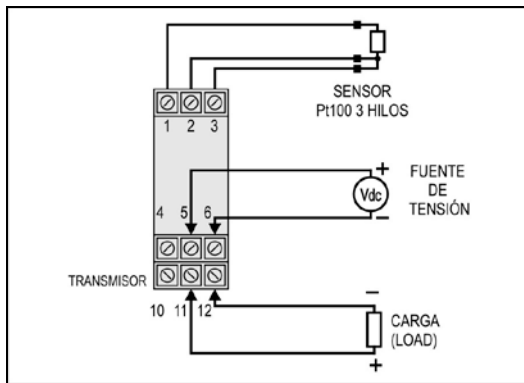 1 2 3
SENSOR
Pt100 3 HILOS
4 5 6
+
Vdc
−
FUENTE
DE
TENSIÓN
TRANSMISOR
10 11 12
−
CARGA
(LOAD)
+